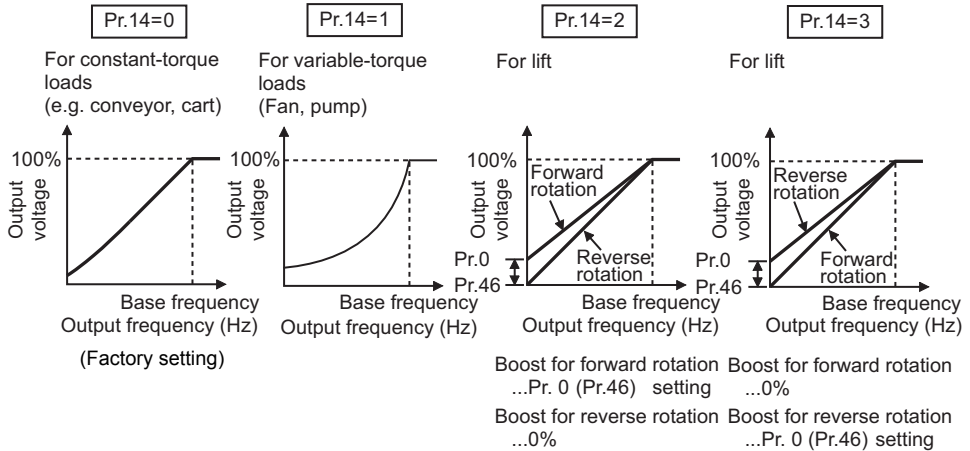 Pr.14=0
For constant-torque
loads
(e.g. conveyor, cart)
100%
Output
voltage
Base frequency
Output frequency (Hz)
(Factory setting)
Pr.14=1
For variable-torque
loads
(Fan, pump)
100%
Output
voltage
Base frequency
Output frequency (Hz)
Pr.14=2
For lift
100%
Output
voltage
Forward
rotation
Reverse
rotation
Pr.0
Pr.46
Base frequency
Output frequency (Hz)
Boost for forward rotation
...Pr. 0 (Pr.46) setting
Boost for reverse rotation
...0%
Pr.14=3
For lift
100%
Output
voltage
Reverse
rotation
Forward
rotation
Pr.0
Pr.46
Base frequency
Output frequency (Hz)
Boost for forward rotation
...0%
Boost for reverse rotation
...Pr. 0 (Pr.46) setting